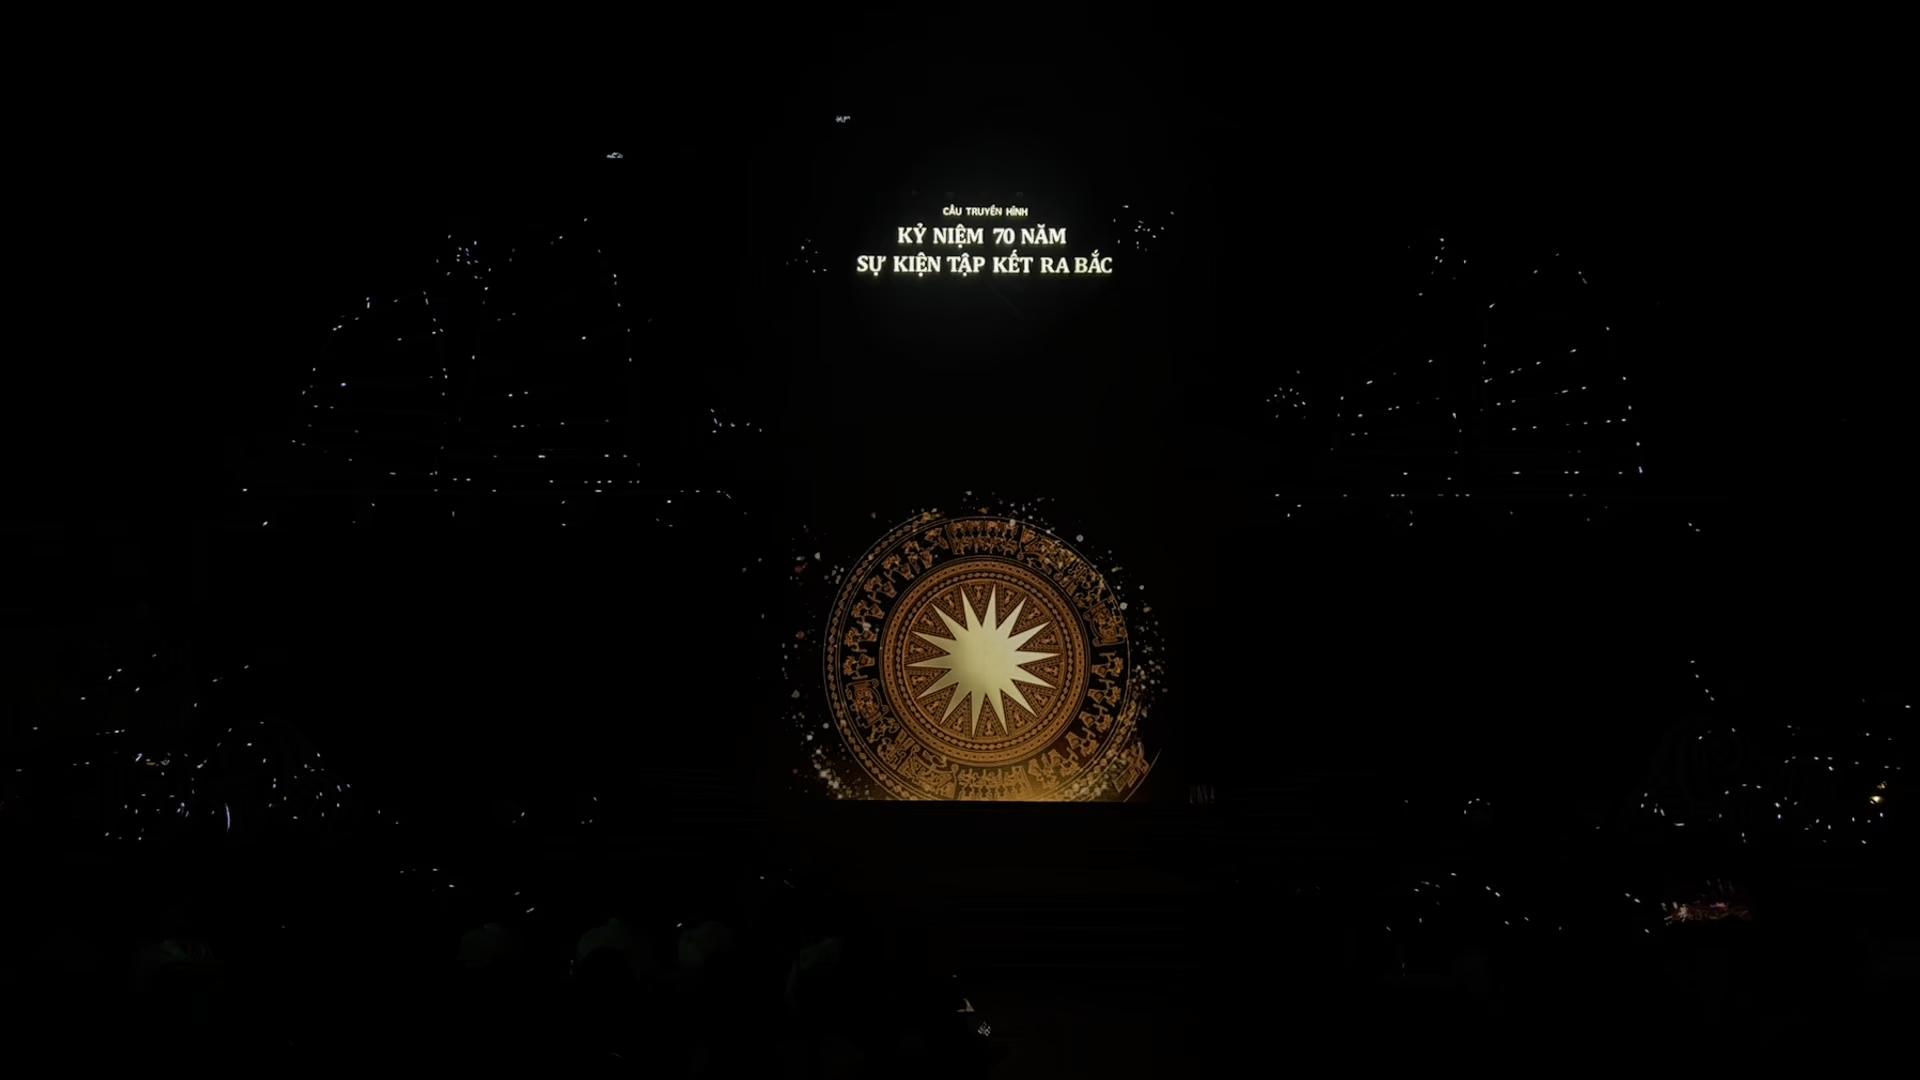 CẦU TRUYỀN HÌNH
KỶ NIỆM 70 NĂM
SỰ KIỆN TẬP KẾT RA BẮC